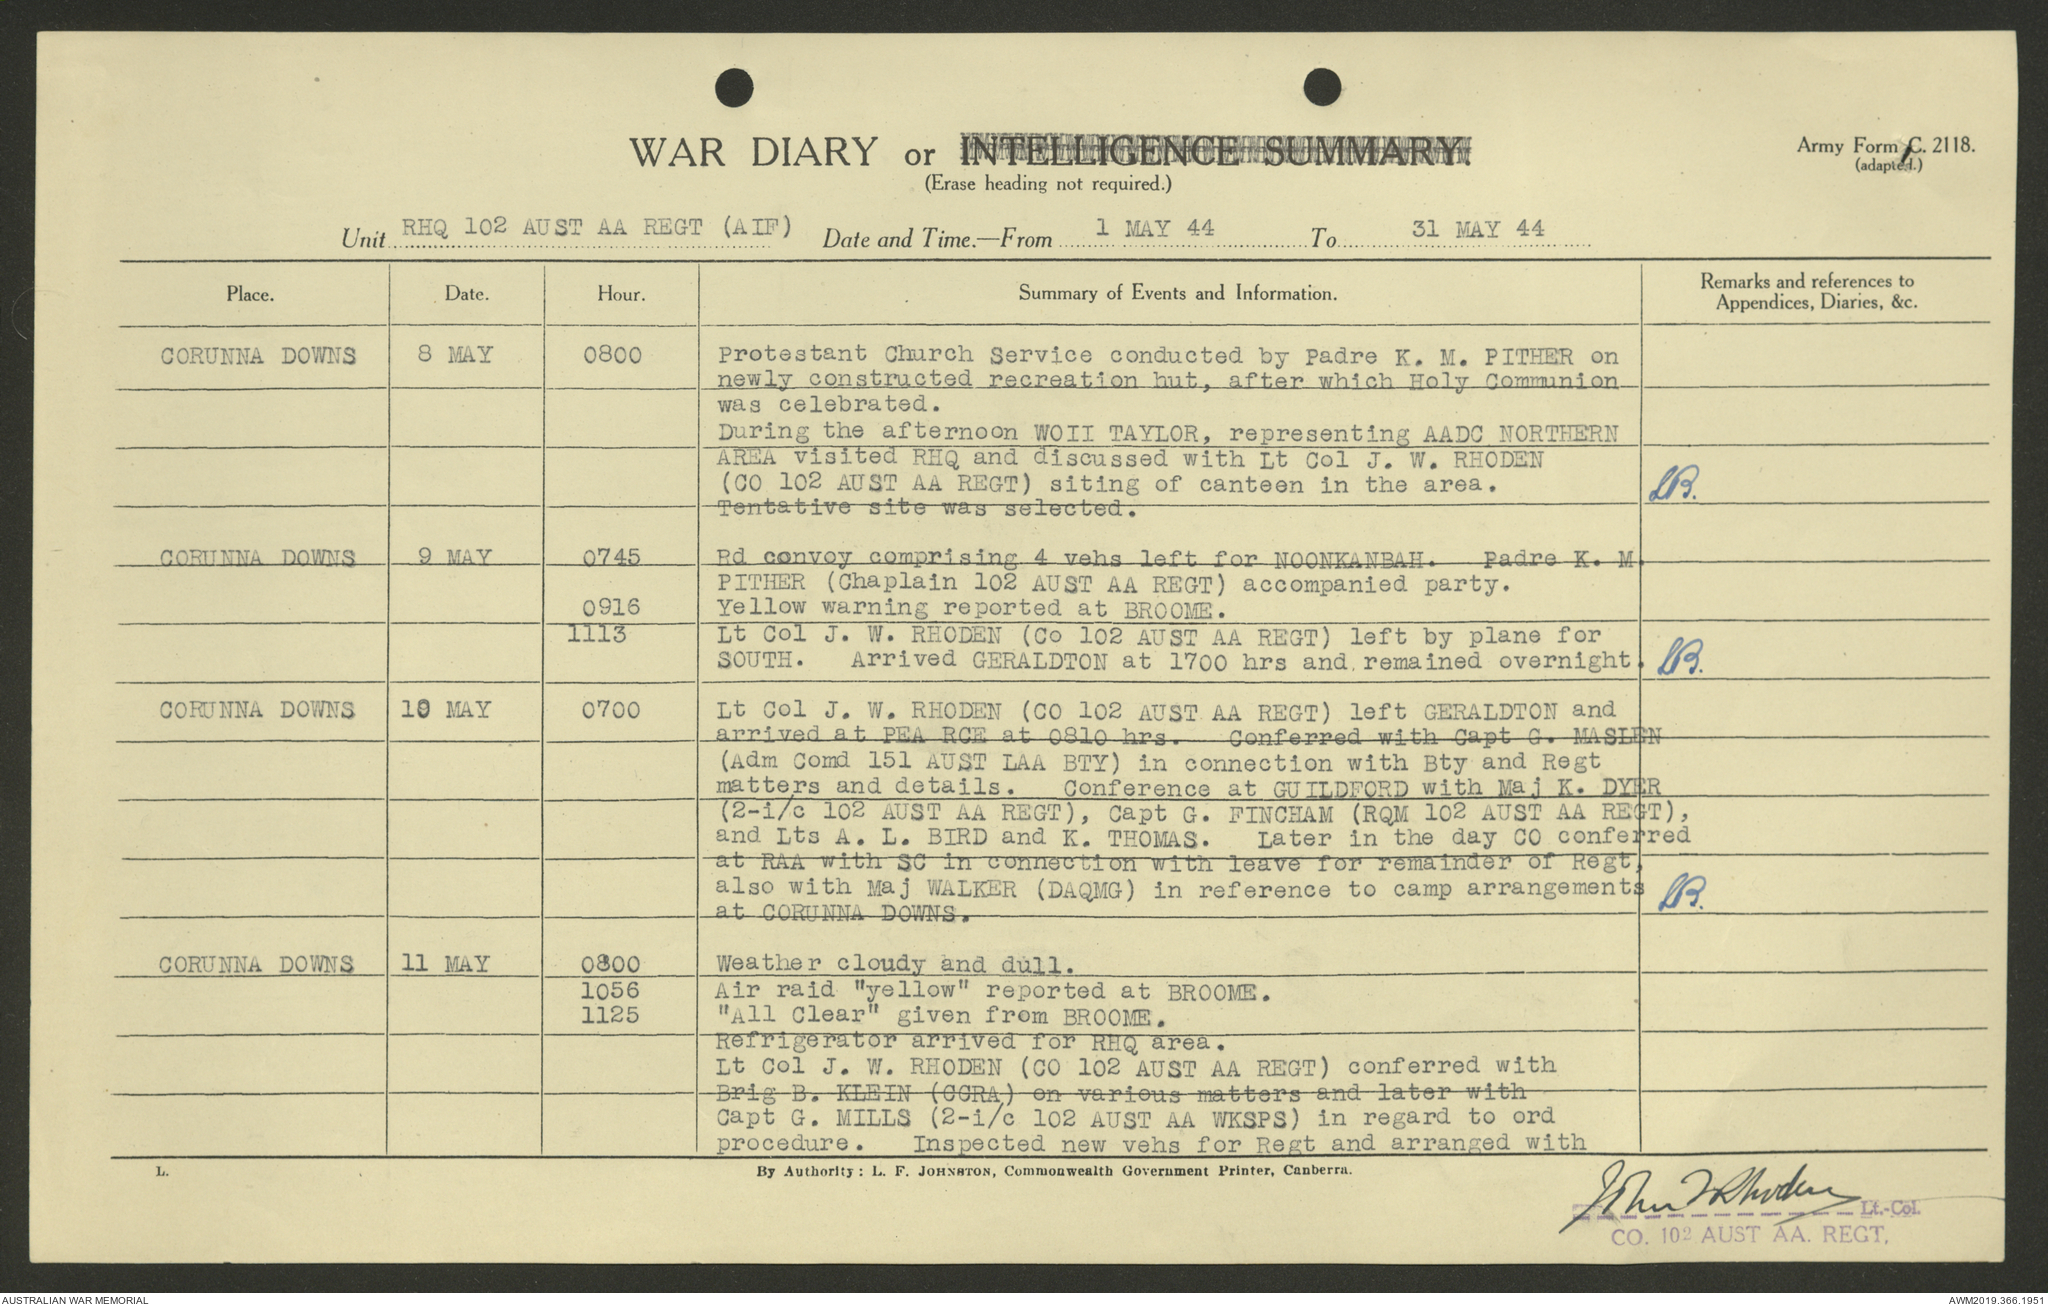 WAR DIARY or INTELLIGENCE SUMMARY.
(Erase heading not required.)
Army Form C. 2118.
(adapted.)
Unit RHQ 102 AUST AA REGT (AIF) Date and Time.—From 1 MAY 44 To 31 MAY 44
Place. Date. Hour. Summary of Events and Information. Remarks and references to Appendices, Diaries, &c.
CORUNNA DOWNS 8 MAY 0800 Protestant Church Service conducted by Padre K. M. PITHER on
newly constructed recreation hut, after which Holy Communion
was celebrated.
During the afternoon WOII TAYLOR, representing AADC NORTHERN
AREA visited RHQ and discussed with Lt Col J. W. RHODEN
(CO 102 AUST AA REGT) siting of canteen in the area.
Tentative site was selected.
CORUNNA DOWNS 9 MAY 0745 Rd convoy comprising 4 vehs left for NOONKANBAH. Padre K. M.
PITHER (Chaplain 102 AUST AA REGT) accompanied party.
0916 Yellow warning reported at BROOME.
1113 Lt Col J. W. RHODEN (Co 102 AUST AA REGT) left by plane for
SOUTH. Arrived GERALDTON at 1700 hrs and remained overnight.
CORUNNA DOWNS 10 MAY 0700 Lt Col J. W. RHODEN (CO 102 AUST AA REGT) left GERALDTON and
arrived at PEA RCE at 0810 hrs. Conferred with Capt G. MASLEN
(Adm Comd 151 AUST LAA BTY) in connection with Bty and Regt
matters and details. Conference at GUILDFORD with Maj K. DYER
(2-i/c 102 AUST AA REGT), Capt G. FINCHAM (RQM 102 AUST AA REGT),
and Lts A. L. BIRD and K. THOMAS. Later in the day CO conferred
at RAA with SC in connection with leave for remainder of Regt,
also with Maj WALKER (DAQMG) in reference to camp arrangements
at CORUNNA DOWNS.
CORUNNA DOWNS 11 MAY 0800 Weather cloudy and dull.
1056 Air raid "yellow" reported at BROOME.
1125 "All Clear" given from BROOME.
Refrigerator arrived for RHQ area.
Lt Col J. W. RHODEN (CO 102 AUST AA REGT) conferred with
Brig B. KLEIN (CCRA) on various matters and later with
Capt G. MILLS (2-i/c 102 AUST AA WKSPS) in regard to ord
procedure. Inspected new vehs for Regt and arranged with
L. By Authority: L. F. JOHNSTON, Commonwealth Government Printer, Canberra.
John W Rhoden Lt.-Col.
CO. 102 AUST AA. REGT.
AUSTRALIAN WAR MEMORIAL AWM2019.366.1951